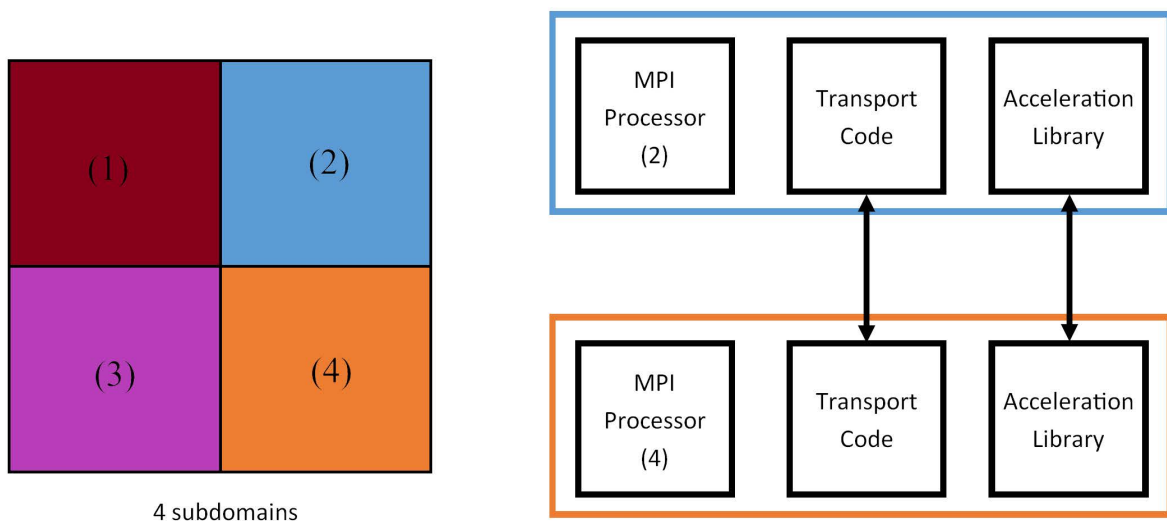 (1)
(2)
(3)
(4)
4 subdomains
MPI
Processor
(2)
Transport
Code
Acceleration
Library
MPI
Processor
(4)
Transport
Code
Acceleration
Library